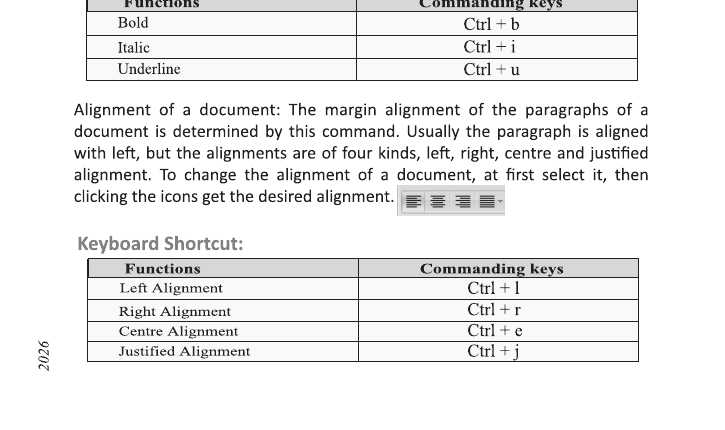 Functions Commanding keys
Bold Ctrl + b
Italic Ctrl + i
Underline Ctrl + u
Alignment of a document: The margin alignment of the paragraphs of a
document is determined by this command. Usually the paragraph is aligned
with left, but the alignments are of four kinds, left, right, centre and justified
alignment. To change the alignment of a document, at first select it, then
clicking the icons get the desired alignment.
Keyboard Shortcut:
Functions Commanding keys
Left Alignment Ctrl + l
Right Alignment Ctrl + r
Centre Alignment Ctrl + e
Justified Alignment Ctrl + j
2026